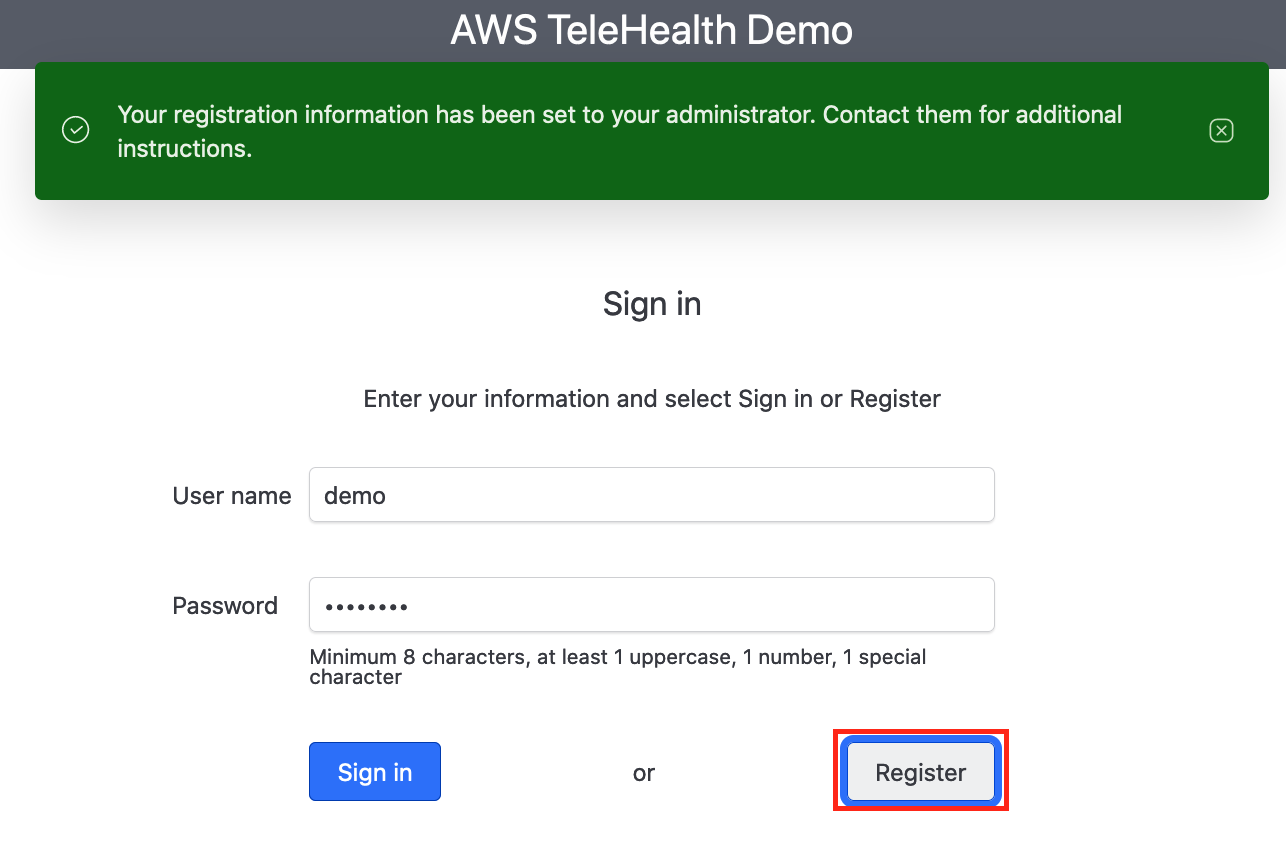 AWS TeleHealth Demo
Your registration information has been set to your administrator. Contact them for additional
instructions.
Sign in
Enter your information and select Sign in or Register
User name
demo
Password
••••••••
Minimum 8 characters, at least 1 uppercase, 1 number, 1 special
character
Sign in or Register